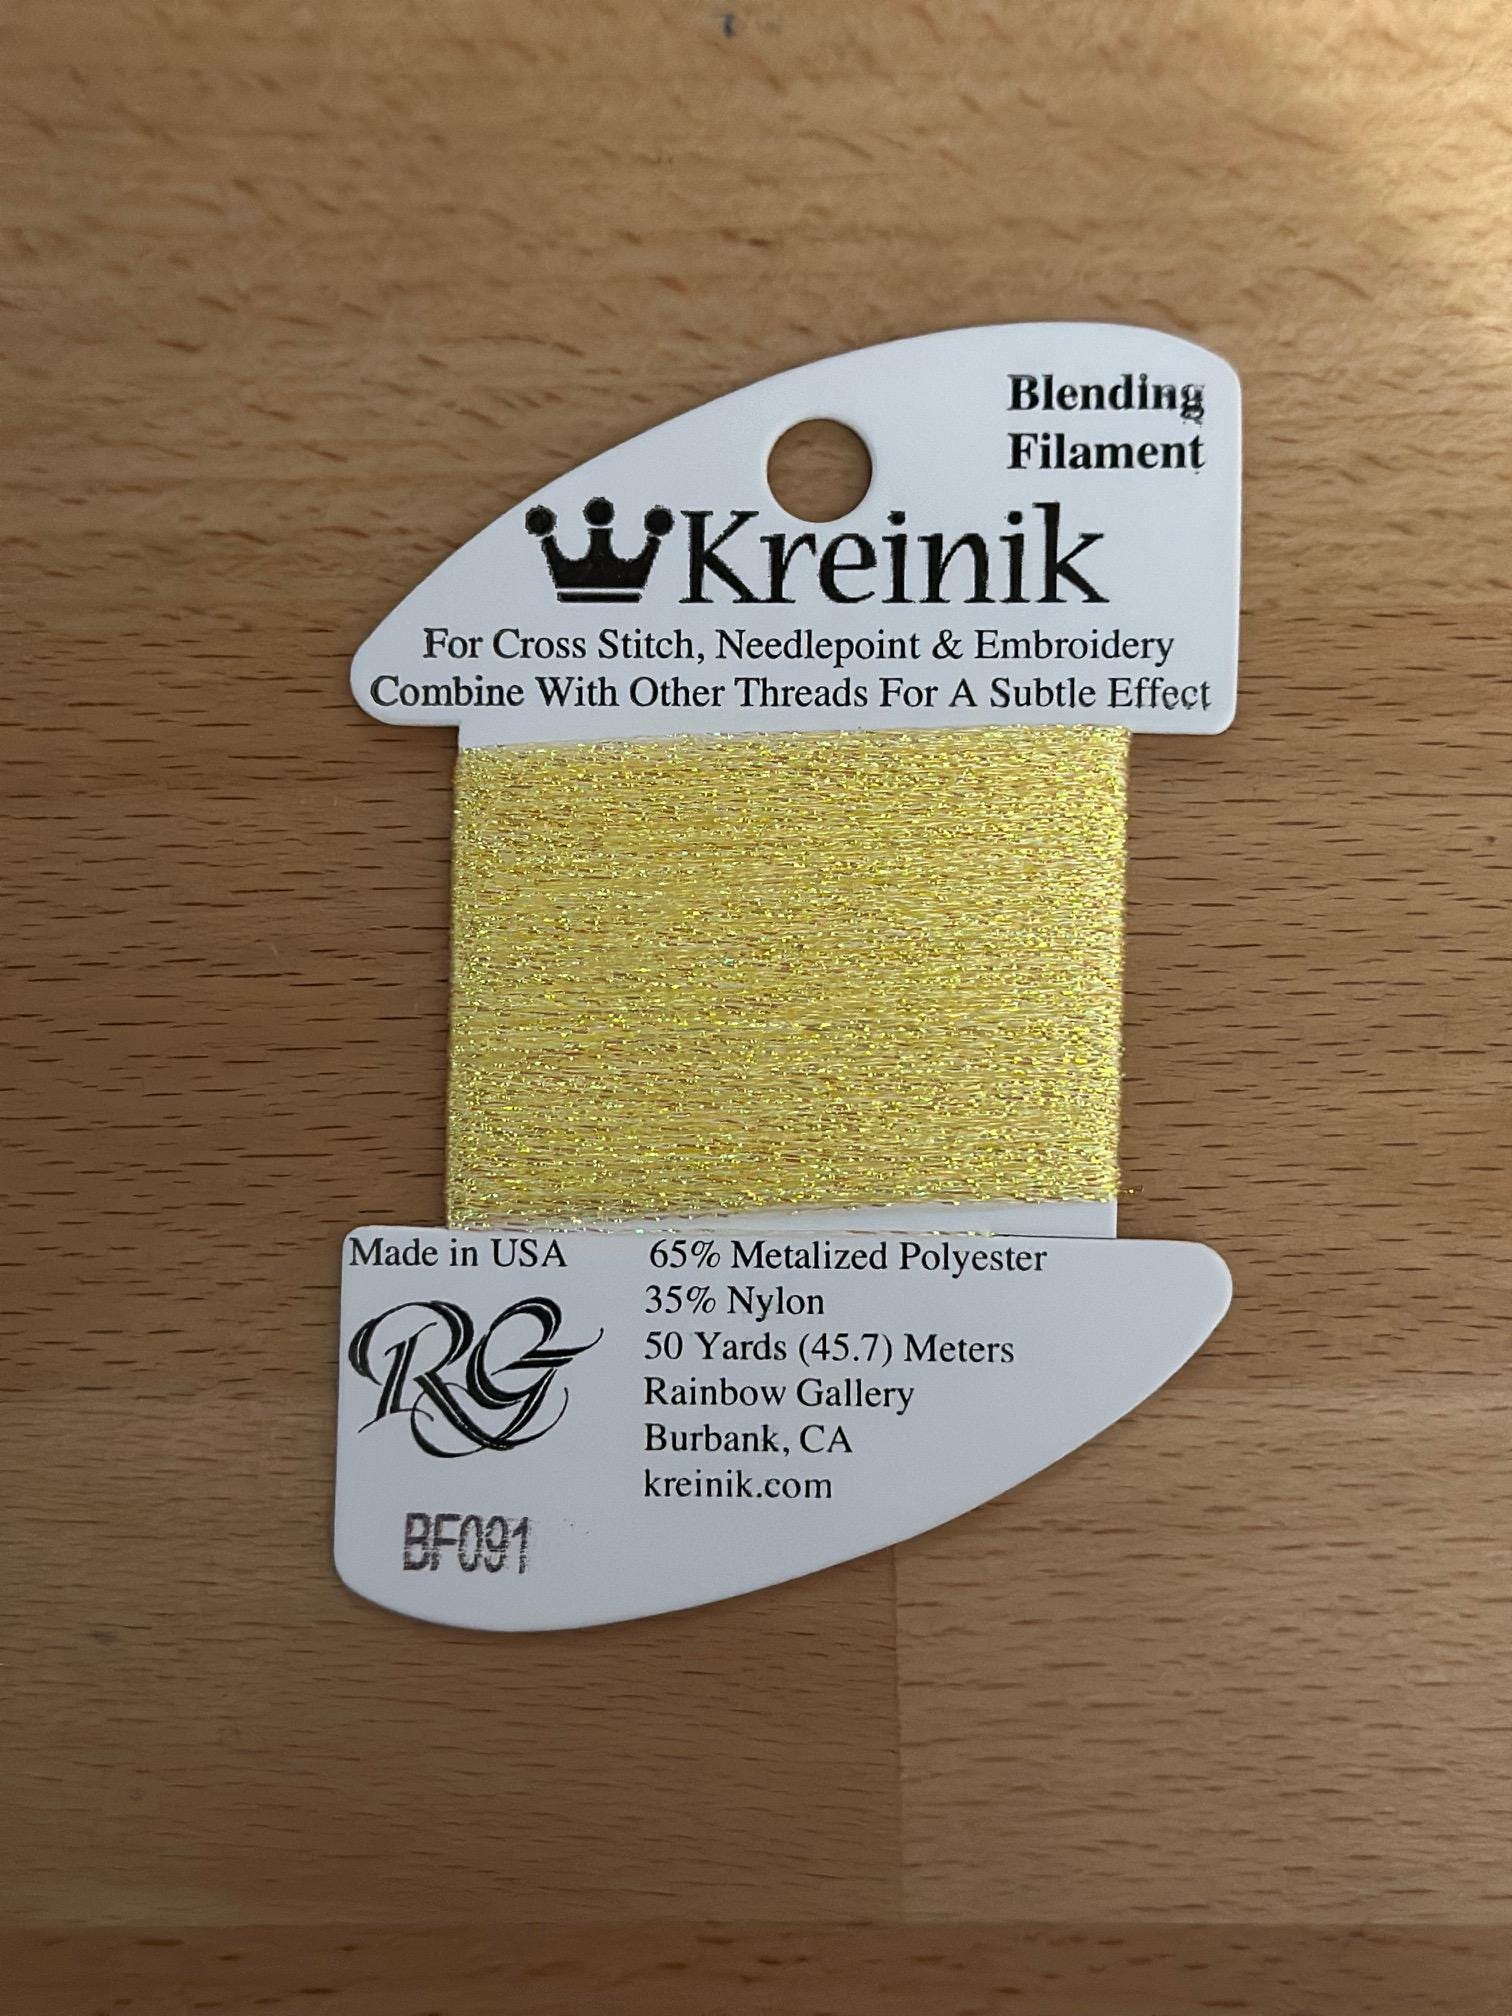 Blending
Filament
Kreinik
For Cross Stitch, Needlepoint & Embroidery
Combine With Other Threads For A Subtle Effect
Made in USA
RG
65% Metalized Polyester
35% Nylon
50 Yards (45.7) Meters
Rainbow Gallery
Burbank, CA
kreinik.com
BF091